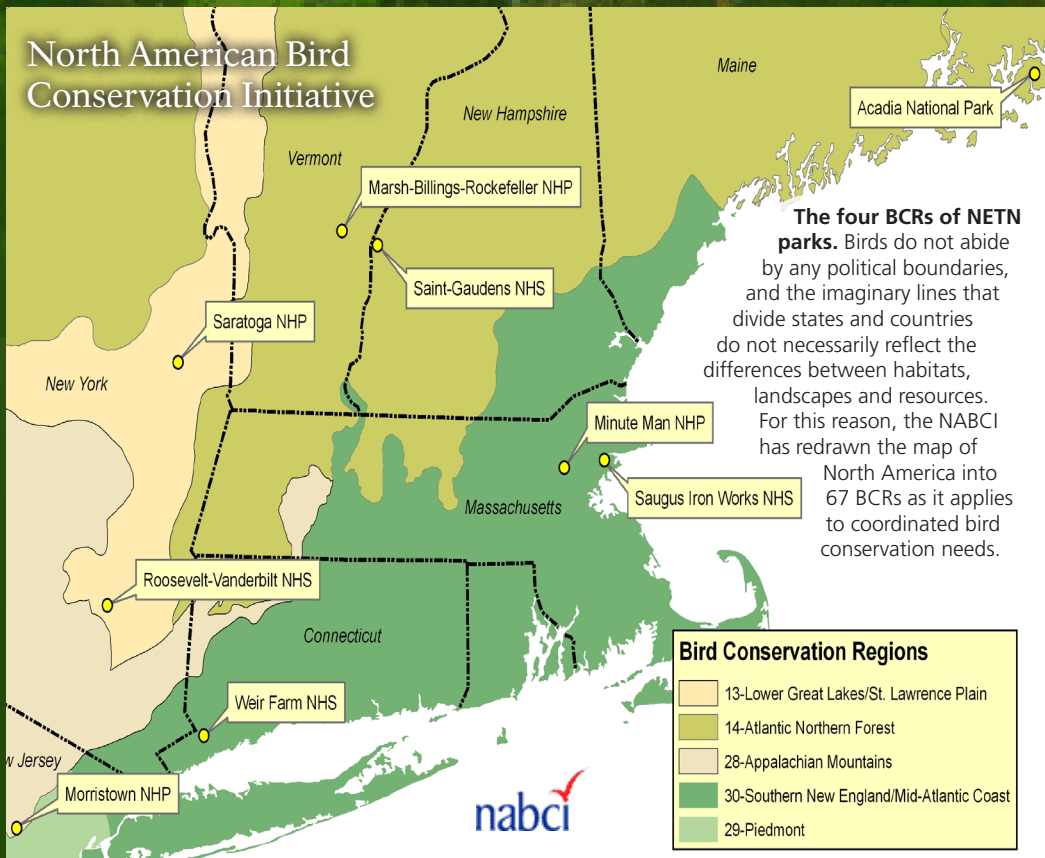 North American Bird
Conservation Initiative
Maine
Acadia National Park
New Hampshire
Vermont
Marsh-Billings-Rockefeller NHP
Saint-Gaudens NHS
The four BCRs of NETN
parks. Birds do not abide
by any political boundaries,
and the imaginary lines that
divide states and countries
do not necessarily reflect the
differences between habitats,
landscapes and resources.
For this reason, the NABCI
has redrawn the map of
North America into
67 BCRs as it applies
to coordinated bird
conservation needs.
Saratoga NHP
New York
Minute Man NHP
Massachusetts
Saugus Iron Works NHS
Roosevelt-Vanderbilt NHS
Connecticut
Weir Farm NHS
w Jersey
Morristown NHP
nabci
Bird Conservation Regions
13-Lower Great Lakes/St. Lawrence Plain
14-Atlantic Northern Forest
28-Appalachian Mountains
30-Southern New England/Mid-Atlantic Coast
29-Piedmont